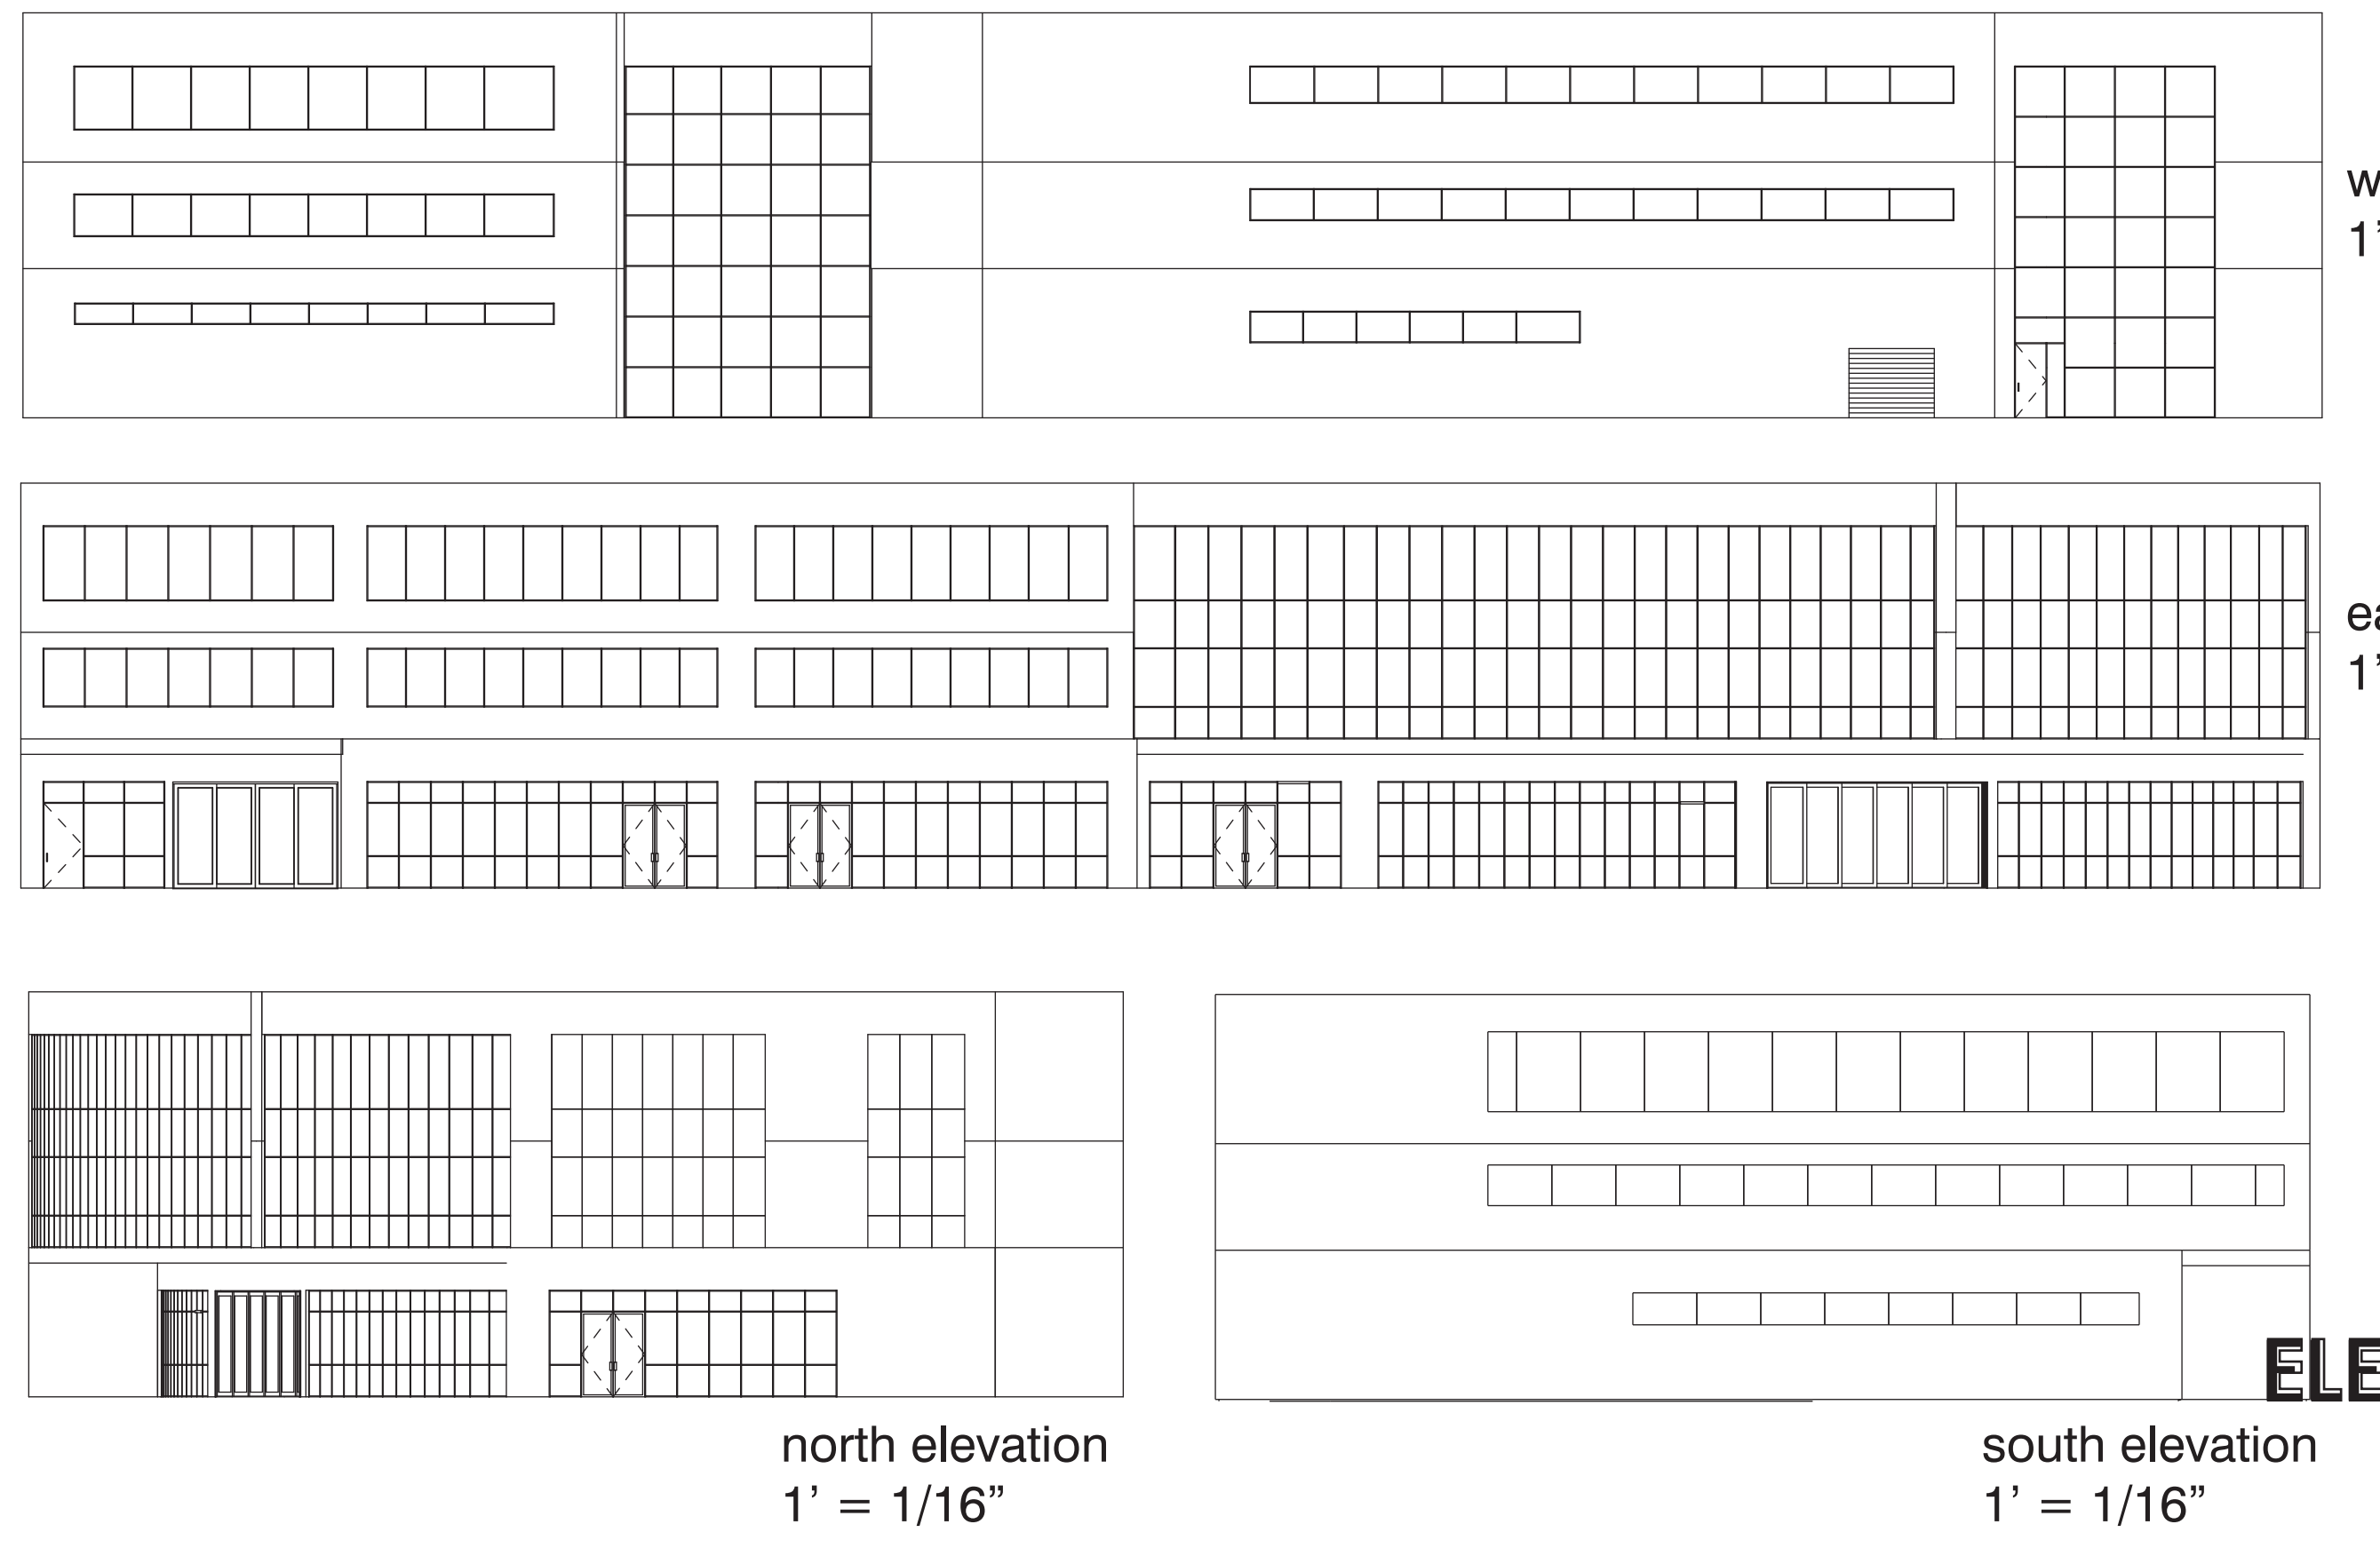 north elevation
1’ = 1/16”
south elevation
1’ = 1/16”